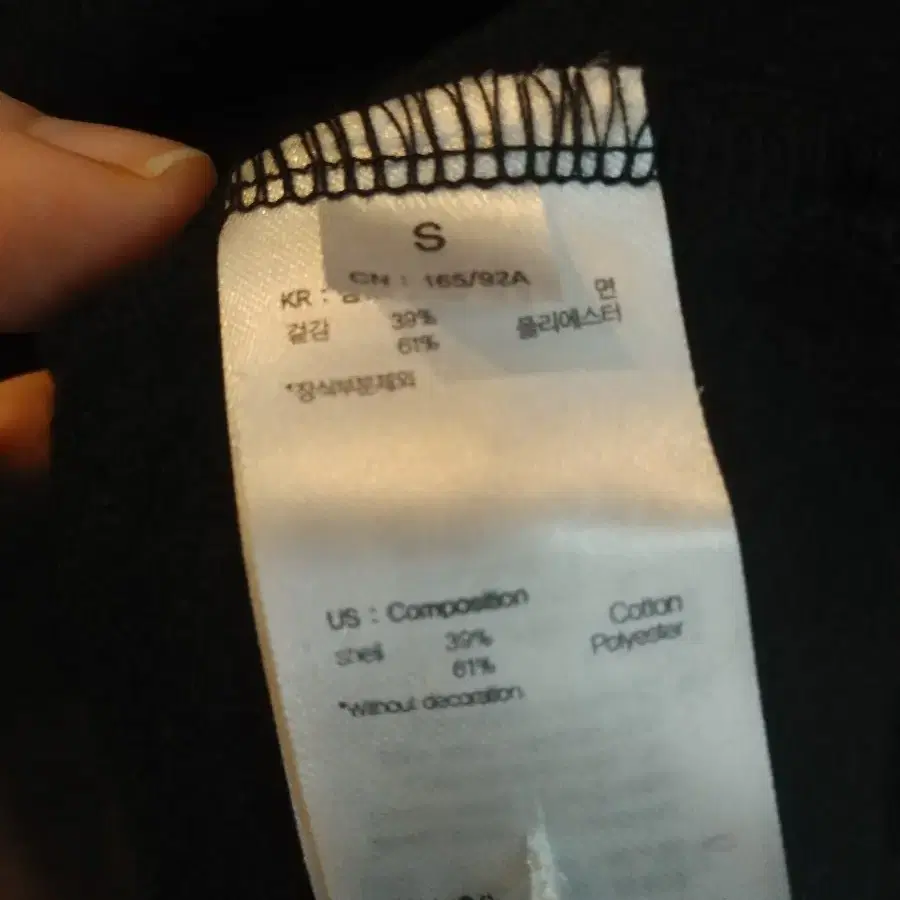 S
CN : 165/92A
KR :
겉감 39% 면
61% 폴리에스터
*장식부분제외
US : Composition
shell 39% Cotton
61% Polyester
*Without decoration